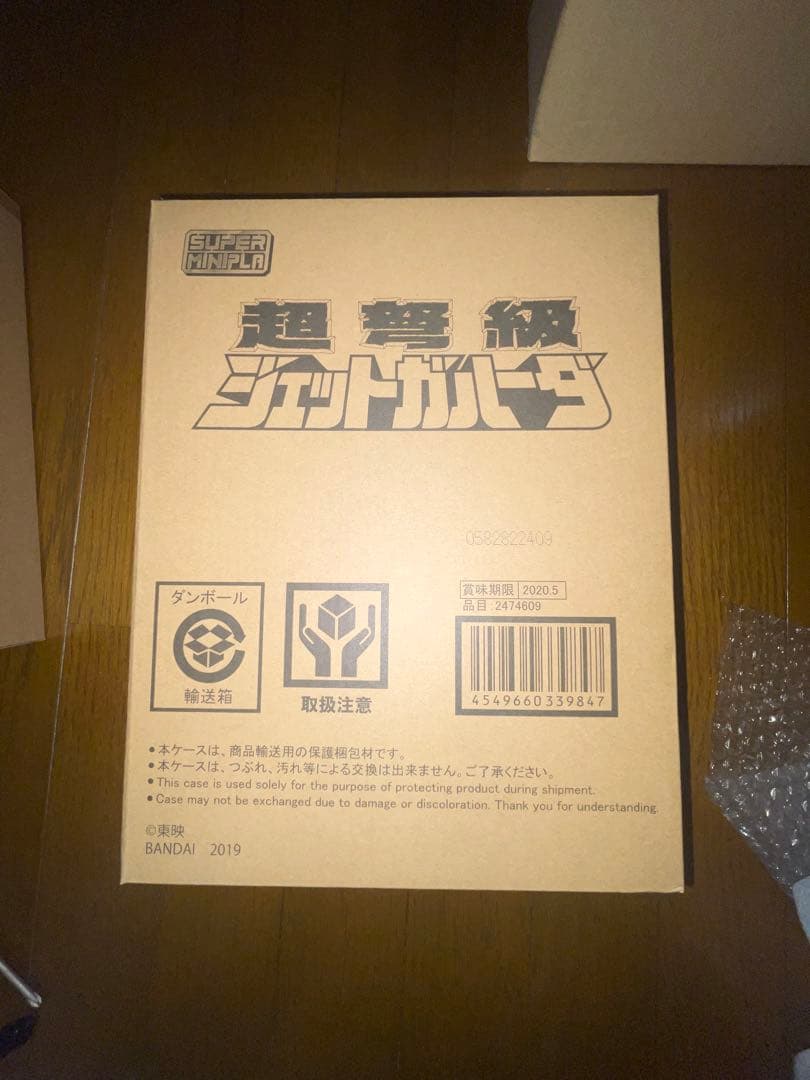 SUPER
MINIPLA
超弩級
ジェットガルーダ
0582822409
賞味期限 2020.5
品目:2474609
4549660339847
ダンボール
輸送箱
取扱注意
●本ケースは、商品輸送用の保護梱包材です。
●本ケースは、つぶれ、汚れ等による交換は出来ません。ご了承ください。
●This case is used solely for the purpose of protecting product during shipment.
●Case may not be exchanged due to damage or discoloration. Thank you for understanding.
©東映
BANDAI 2019